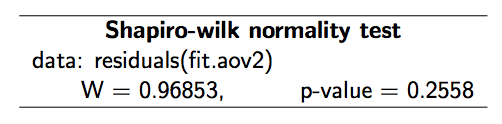 Shapiro-wilk normality test
data: residuals(fit.aov2)
W = 0.96853, p-value = 0.2558